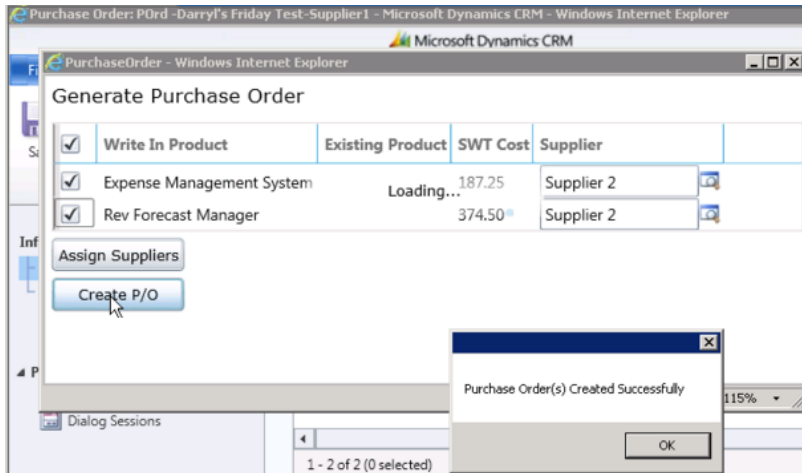 Purchase Order: POrd -Darryl's Friday Test-Supplier1 - Microsoft Dynamics CRM - Windows Internet Explorer
Microsoft Dynamics CRM
Fi
PurchaseOrder - Windows Internet Explorer
Generate Purchase Order
Write In Product Existing Product SWT Cost Supplier
Sa
Expense Management System 187.25 Supplier 2
Loading...
Rev Forecast Manager 374.50 Supplier 2
Inf
Assign Suppliers
Create P/O
P
Purchase Order(s) Created Successfully
115%
Dialog Sessions
OK
1 - 2 of 2 (0 selected)